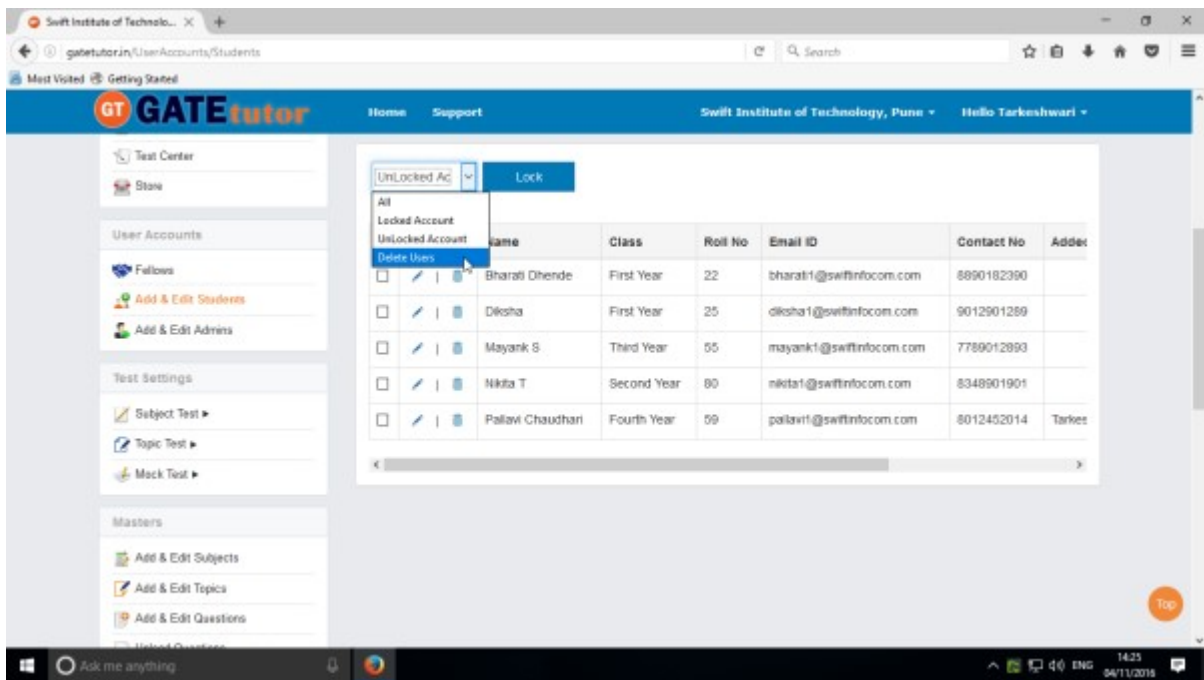 Swift Institute of Technolo...
gatetutor.in/UserAccounts/Students
Search
Most Visited Getting Started
GT GATEtutor Home Support Swift Institute of Technology, Pune Hello Tarkeshwari
Test Center
Store
User Accounts
Fellows
Add & Edit Students
Add & Edit Admins
Test Settings
Subject Test
Topic Test
Mock Test
Masters
Add & Edit Subjects
Add & Edit Topics
Add & Edit Questions
UnLocked Ac Lock
All
Locked Account
UnLocked Account
Delete Users
Name Class Roll No Email ID Contact No Added
Bharati Dhende First Year 22 bharati1@swiftinfocom.com 8890182390
Diksha First Year 25 diksha1@swiftinfocom.com 9012901289
Mayank S Third Year 55 mayank1@swiftinfocom.com 7789012893
Nikita T Second Year 80 nikita1@swiftinfocom.com 8348901901
Pallavi Chaudhari Fourth Year 59 pallavi1@swiftinfocom.com 8012452014 Tarkes
Top
Ask me anything
ENG
14:25
04/11/2016